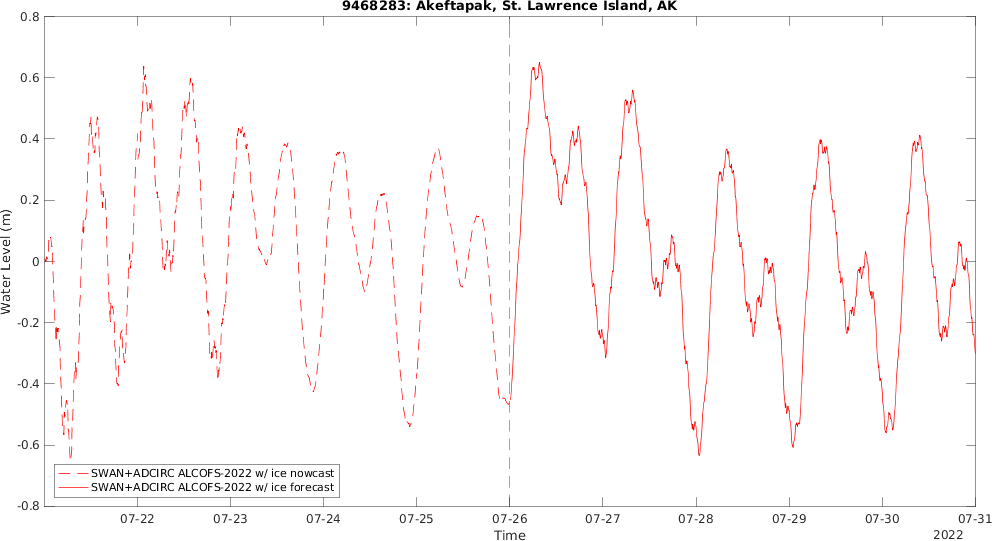 9468283: Akeftapak, St. Lawrence Island, AK
0.8
0.6
0.4
0.2
0
-0.2
-0.4
-0.6
-0.8
Water Level (m)
SWAN+ADCIRC ALCOFS-2022 w/ ice nowcast
SWAN+ADCIRC ALCOFS-2022 w/ ice forecast
07-22 07-23 07-24 07-25 07-26 07-27 07-28 07-29 07-30 07-31
Time
2022